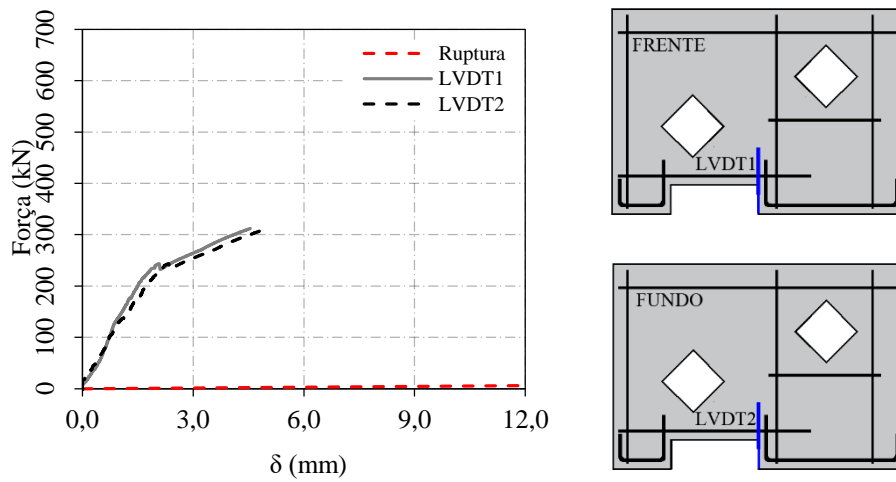 700
600
500
400
300
200
100
0
Força (kN)
0,0
3,0
6,0
9,0
12,0
δ (mm)
Ruptura
LVDT1
LVDT2
FRENTE
LVDT1
FUNDO
LVDT2